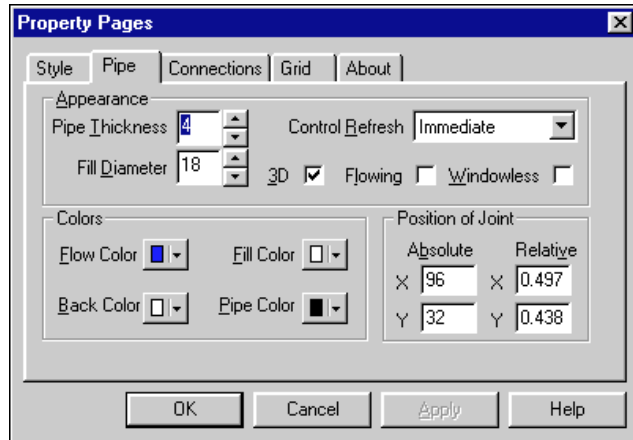 Property Pages
Style Pipe Connections Grid About
Appearance
Pipe Thickness 4 Control Refresh Immediate
Fill Diameter 18 3D Flowing Windowless
Colors Position of Joint
Absolute Relative
Flow Color Fill Color X 96 X 0.497
Back Color Pipe Color Y 32 Y 0.438
OK Cancel Apply Help